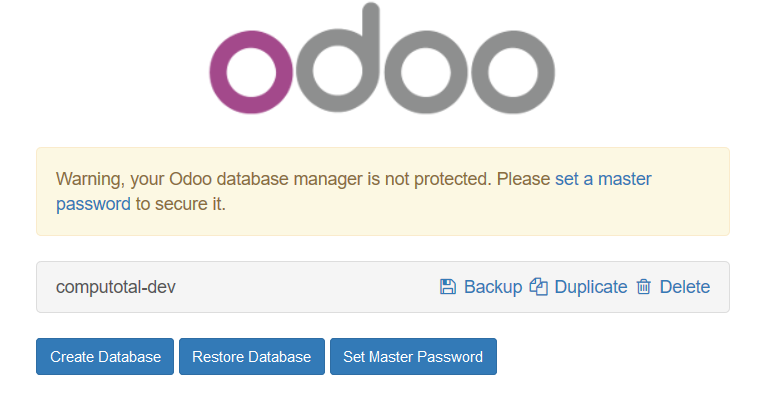 odoo
Warning, your Odoo database manager is not protected. Please set a master
password to secure it.
computotal-dev Backup Duplicate Delete
Create Database Restore Database Set Master Password